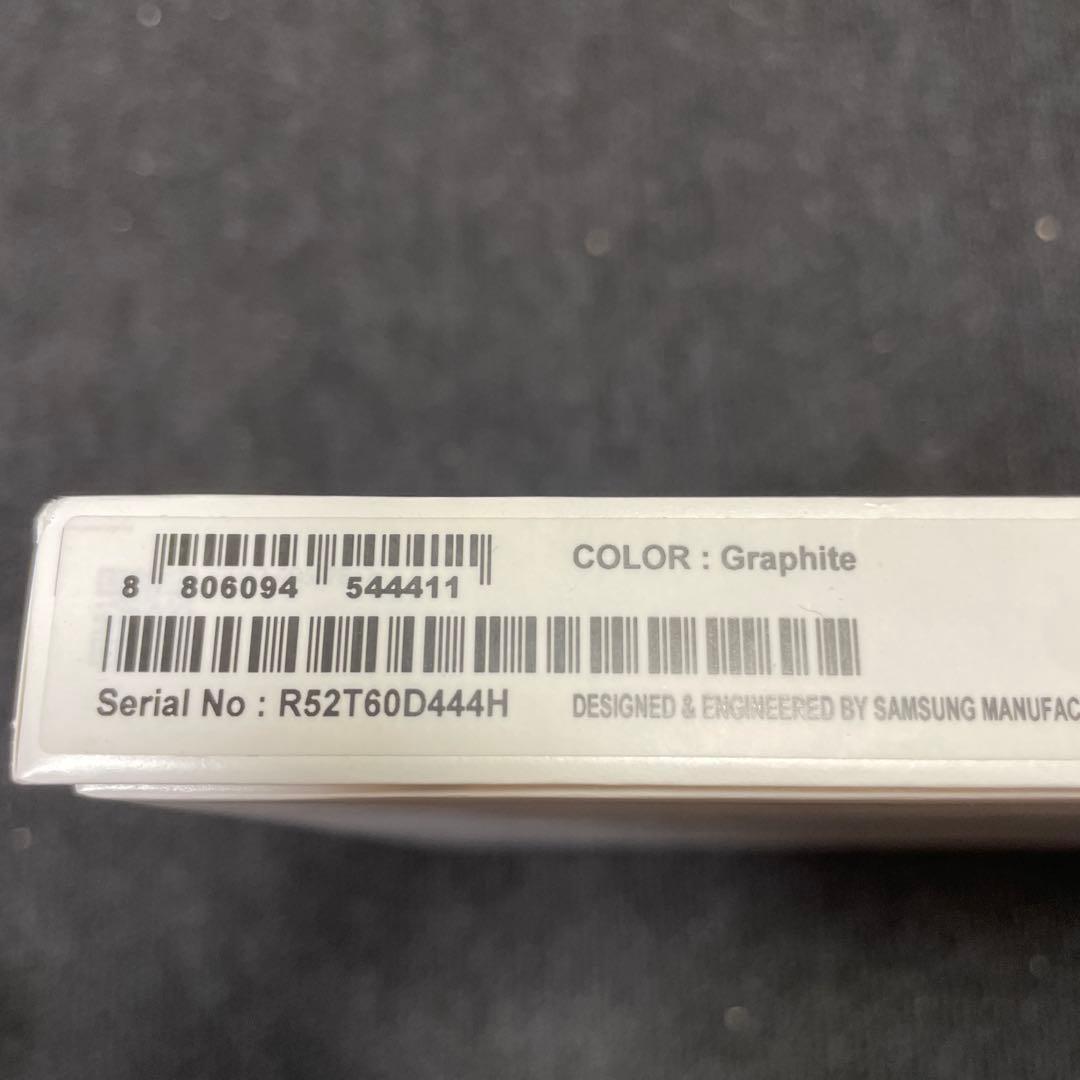 8 806094 544411
COLOR : Graphite
Serial No : R52T60D444H
DESIGNED & ENGINEERED BY SAMSUNG MANUFAC